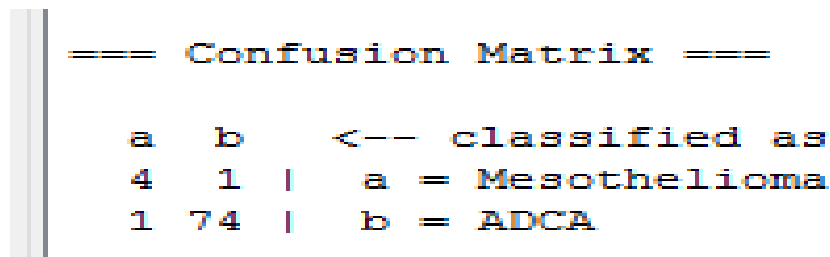 === Confusion Matrix ===
a b <-- classified as
4 1 | a = Mesothelioma
1 74 | b = ADCA